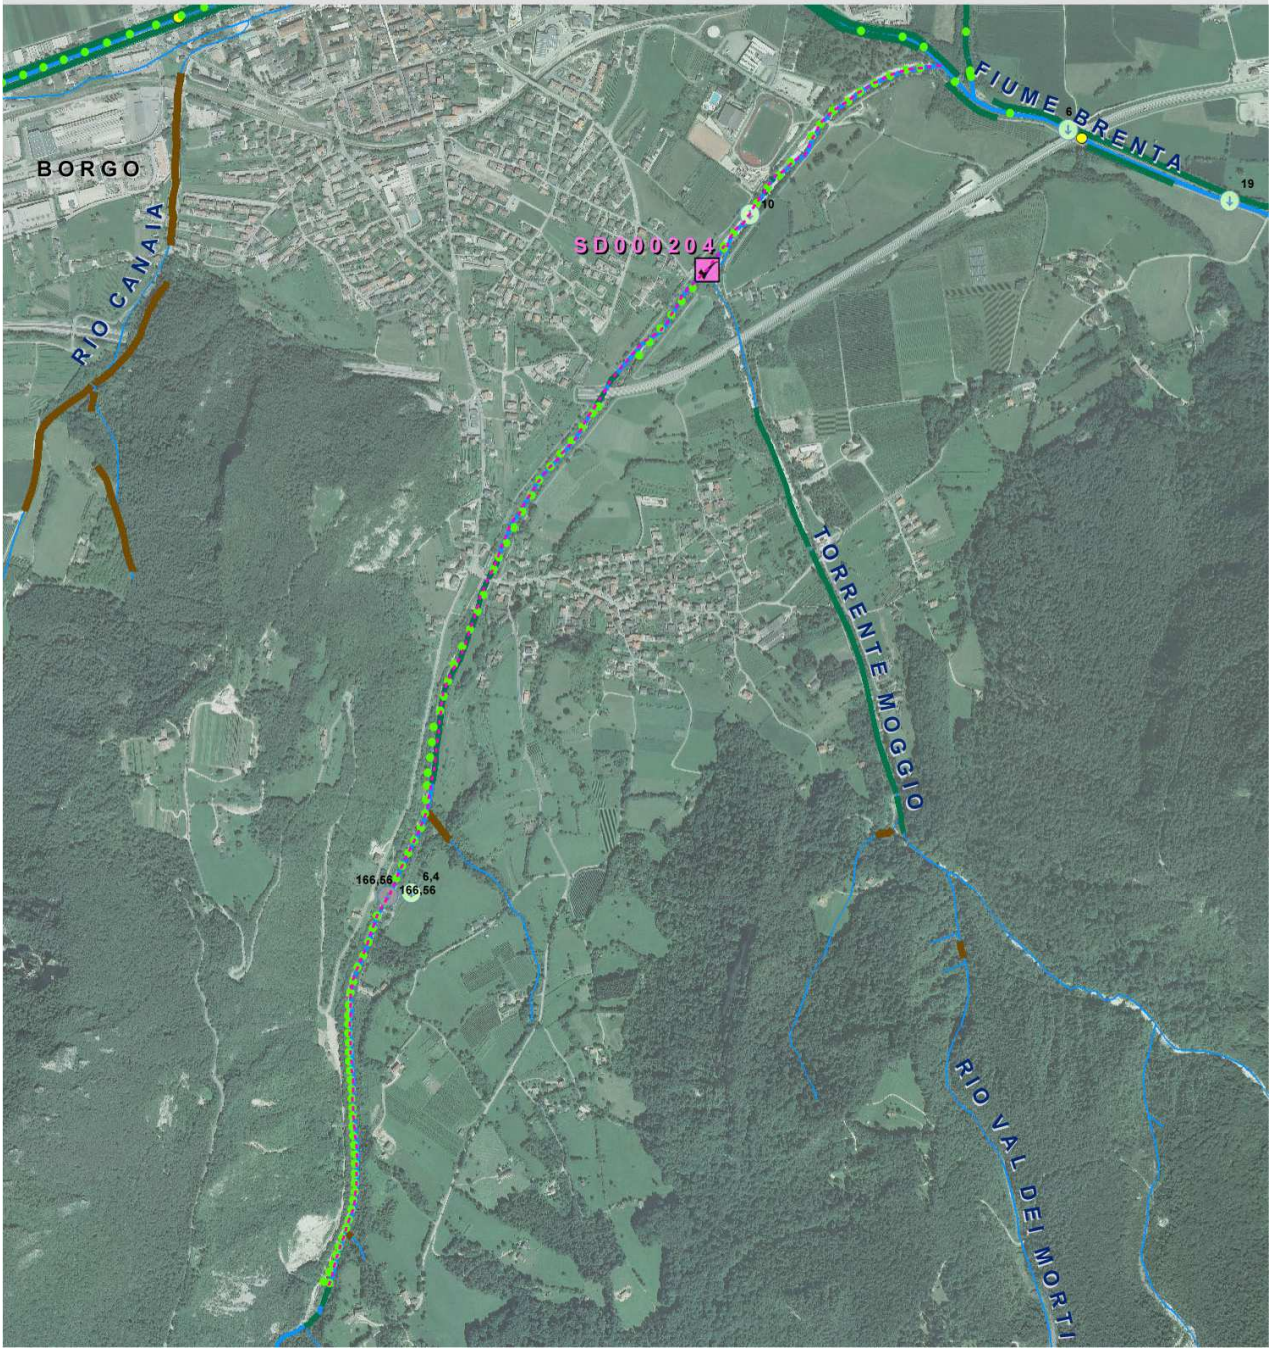 FIUME BRENTA
6
BORGO
19
10
RIO CANAIA
SD000204
TORRENTE MOGGIO
166,56
6,4
166,56
RIO VAL DEI MORTI